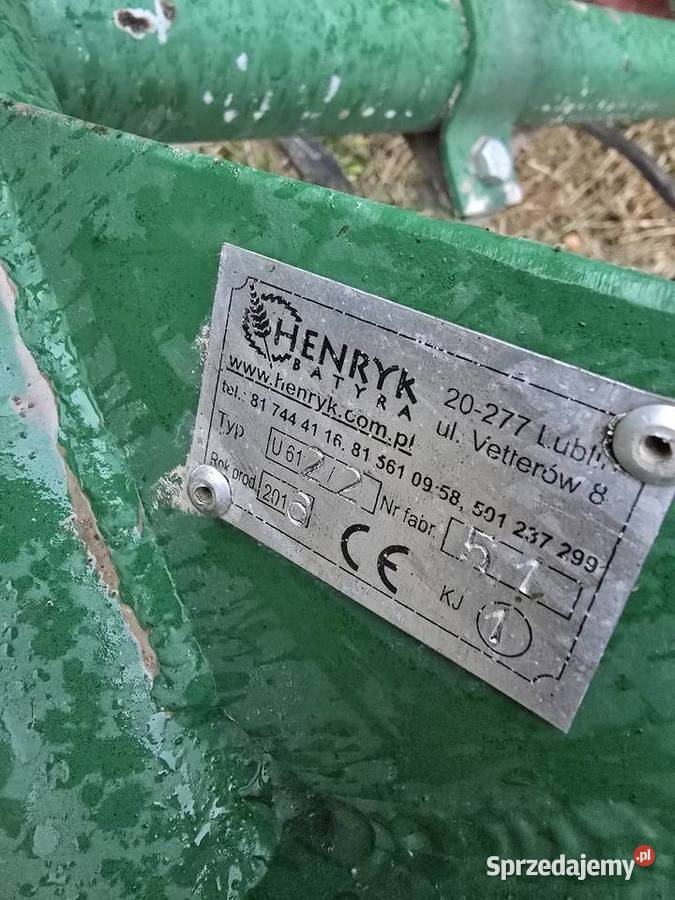 HENRYK
BATYRA
20-277 Lublin
www.henryk.com.pl
ul. Vetterów 8
tel.: 81 744 41 16, 81 561 09 58, 501 237 299
Typ U 612/2 Nr fabr. 51
Rok prod. 2016 CE KJ 1
Sprzedajemy.pl